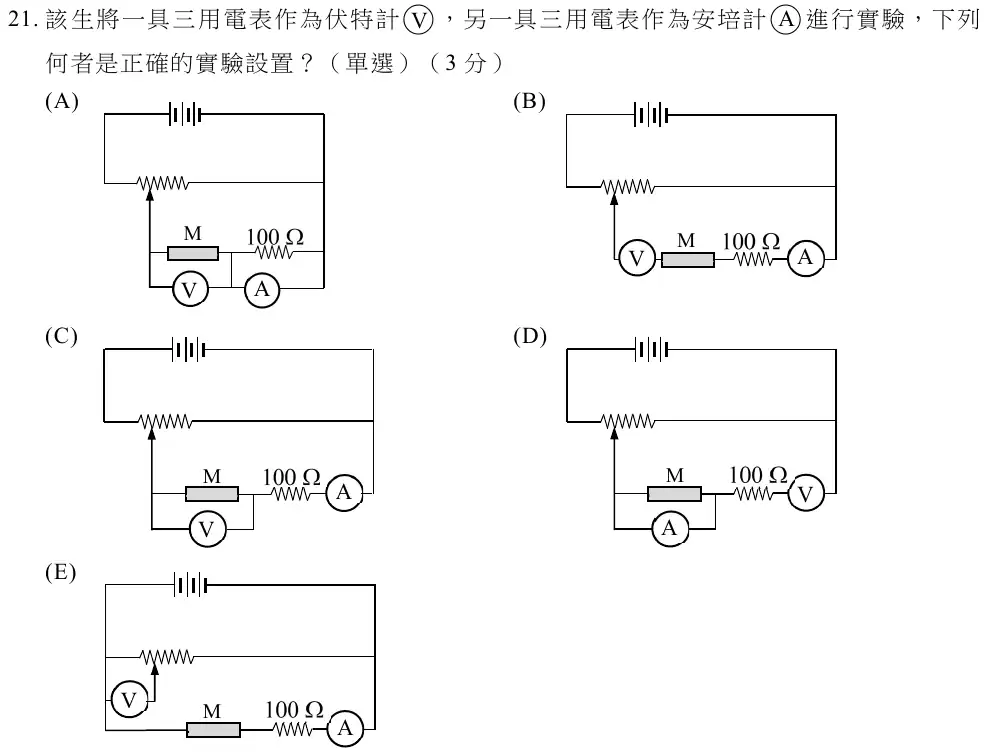 21. 該生將一具三用電表作為伏特計Ⓥ，另一具三用電表作為安培計Ⓐ進行實驗，下列
何者是正確的實驗設置？（單選）（3 分）
(A)
M
100 Ω
V
A
(B)
V
M
100 Ω
A
(C)
M
100 Ω
A
V
(D)
M
100 Ω
V
A
(E)
V
M
100 Ω
A